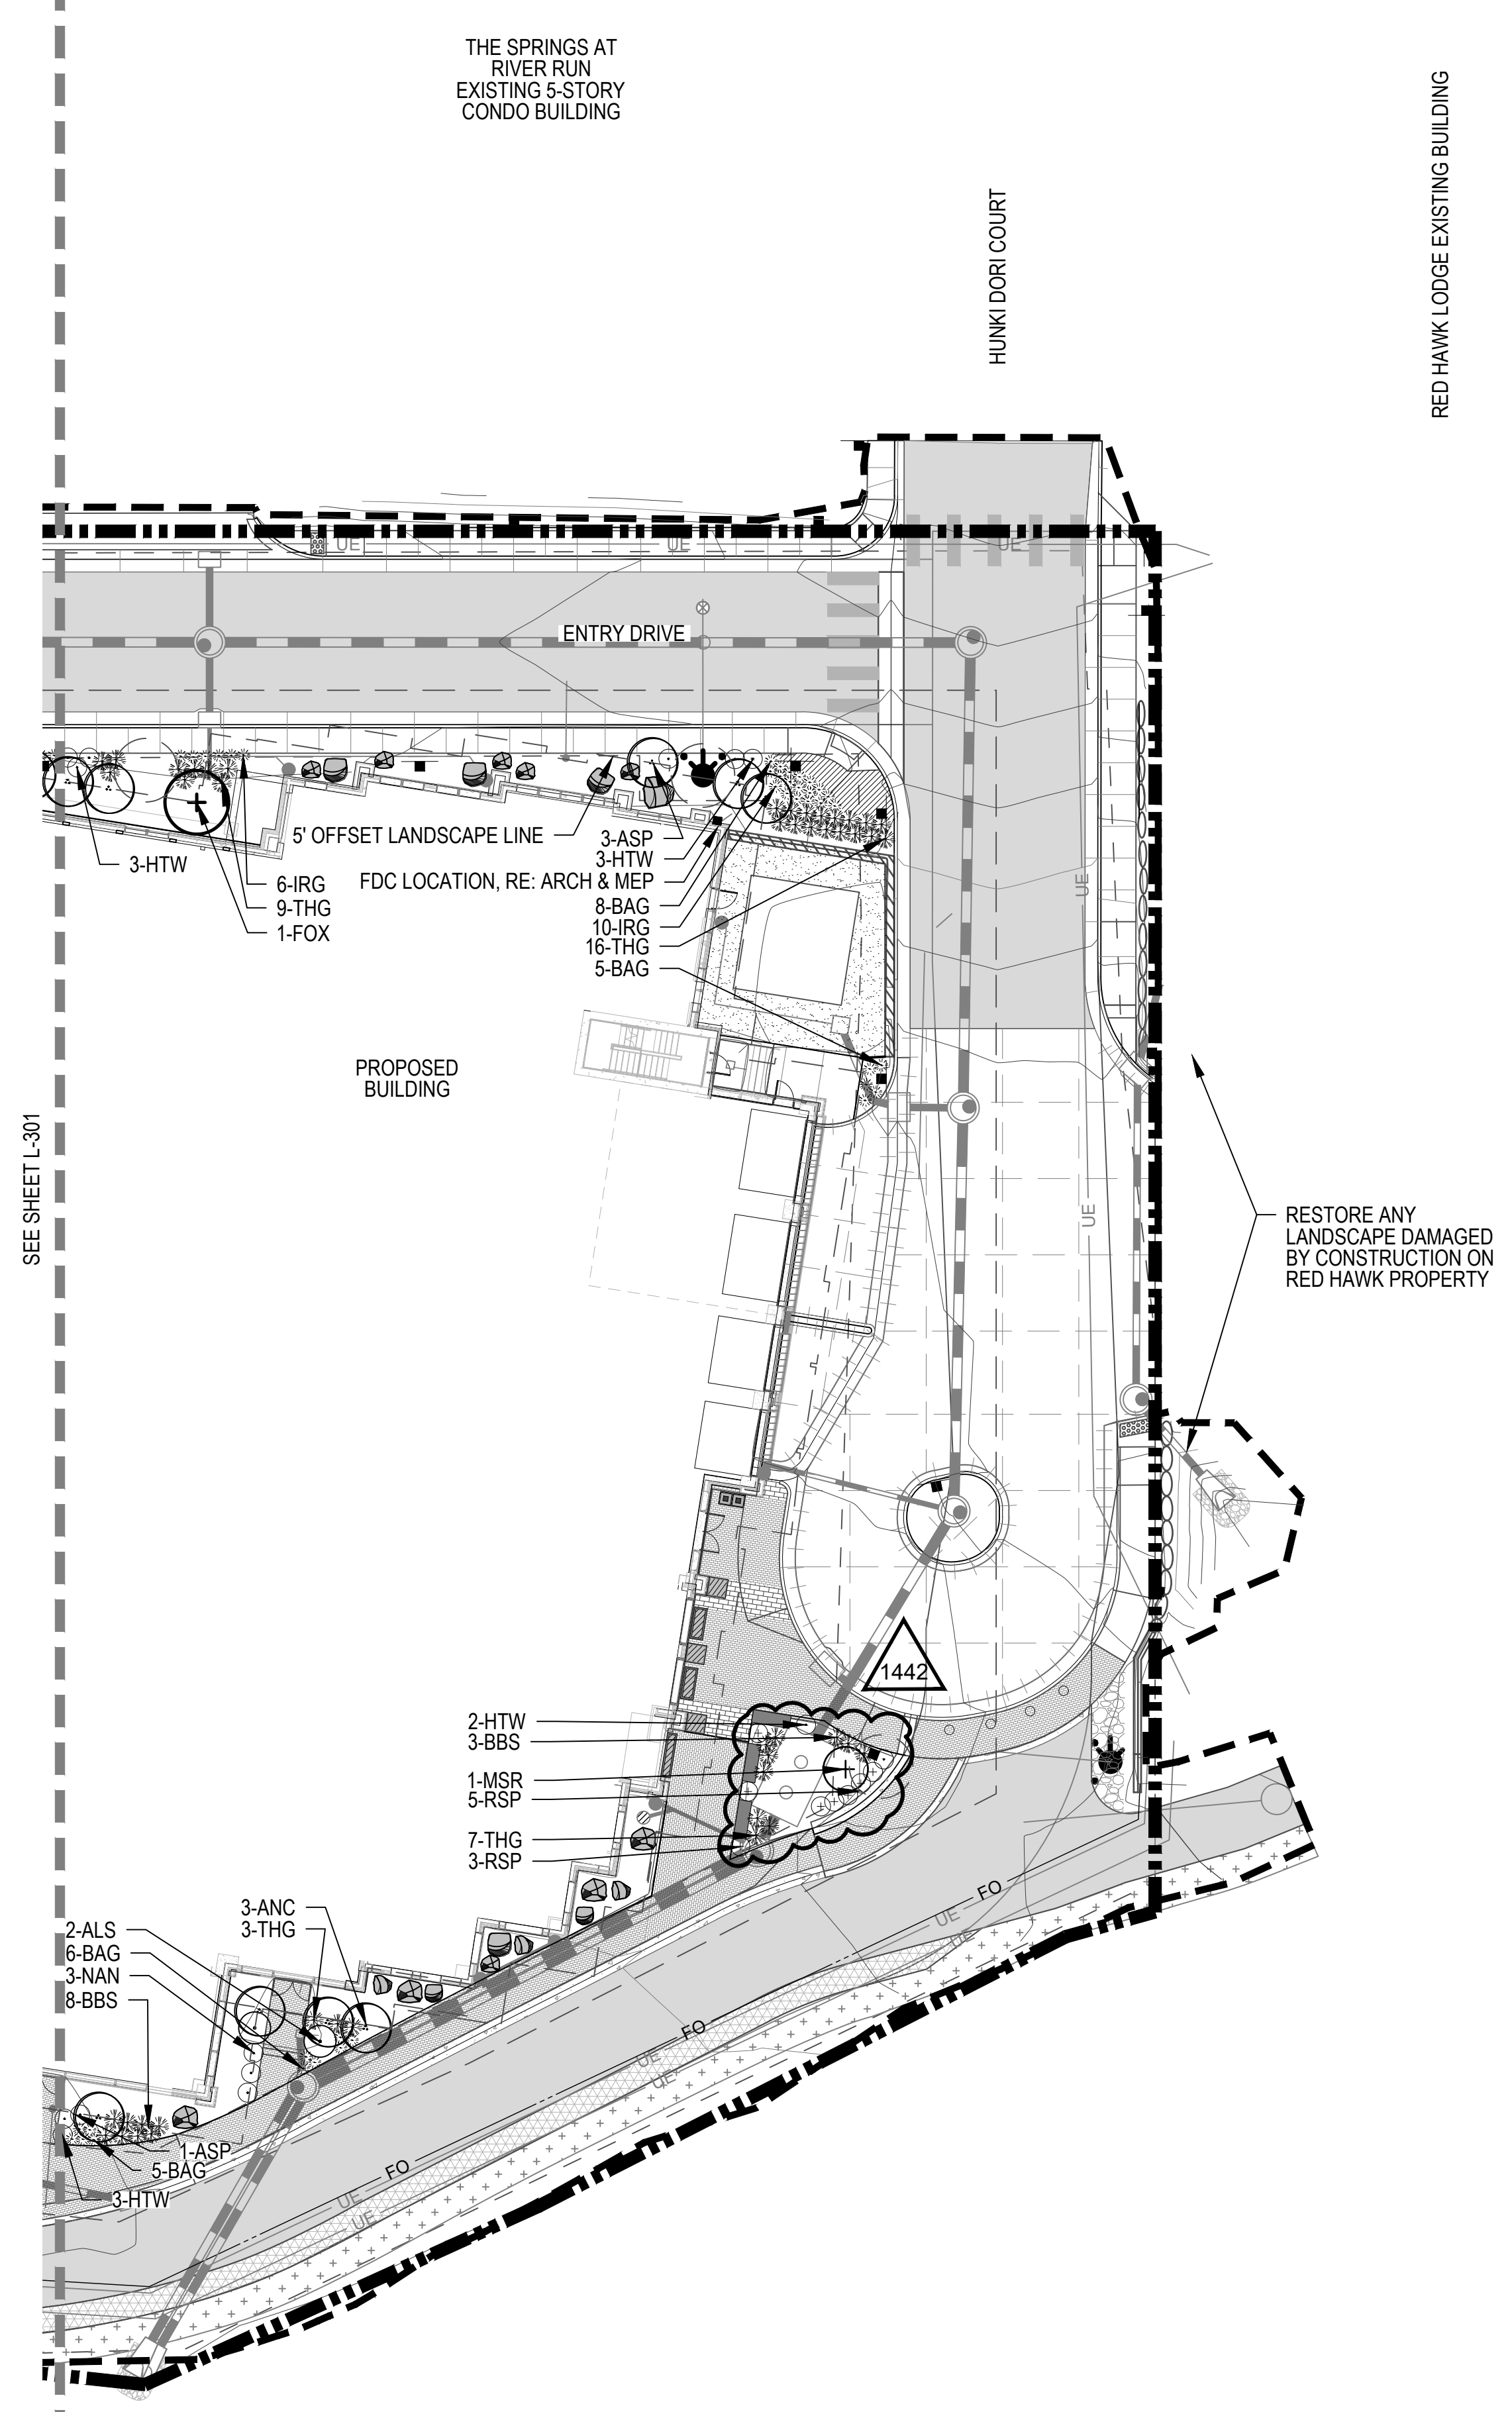 THE SPRINGS AT
RIVER RUN
EXISTING 5-STORY
CONDO BUILDING
RED HAWK LODGE EXISTING BUILDING
HUNKI DORI COURT
UE
UE
UE
ENTRY DRIVE
5' OFFSET LANDSCAPE LINE
3-ASP
3-HTW
FDC LOCATION, RE: ARCH & MEP
8-BAG
10-IRG
16-THG
5-BAG
3-HTW
6-IRG
9-THG
1-FOX
UE
PROPOSED
BUILDING
SEE SHEET L-301
UE
RESTORE ANY
LANDSCAPE DAMAGED
BY CONSTRUCTION ON
RED HAWK PROPERTY
1442
2-HTW
3-BBS
1-MSR
5-RSP
7-THG
3-RSP
3-ANC
3-THG
2-ALS
6-BAG
3-NAN
8-BBS
FO
UE
UE
FO
UE
UE
1-ASP
5-BAG
3-HTW
FO
UE
UE